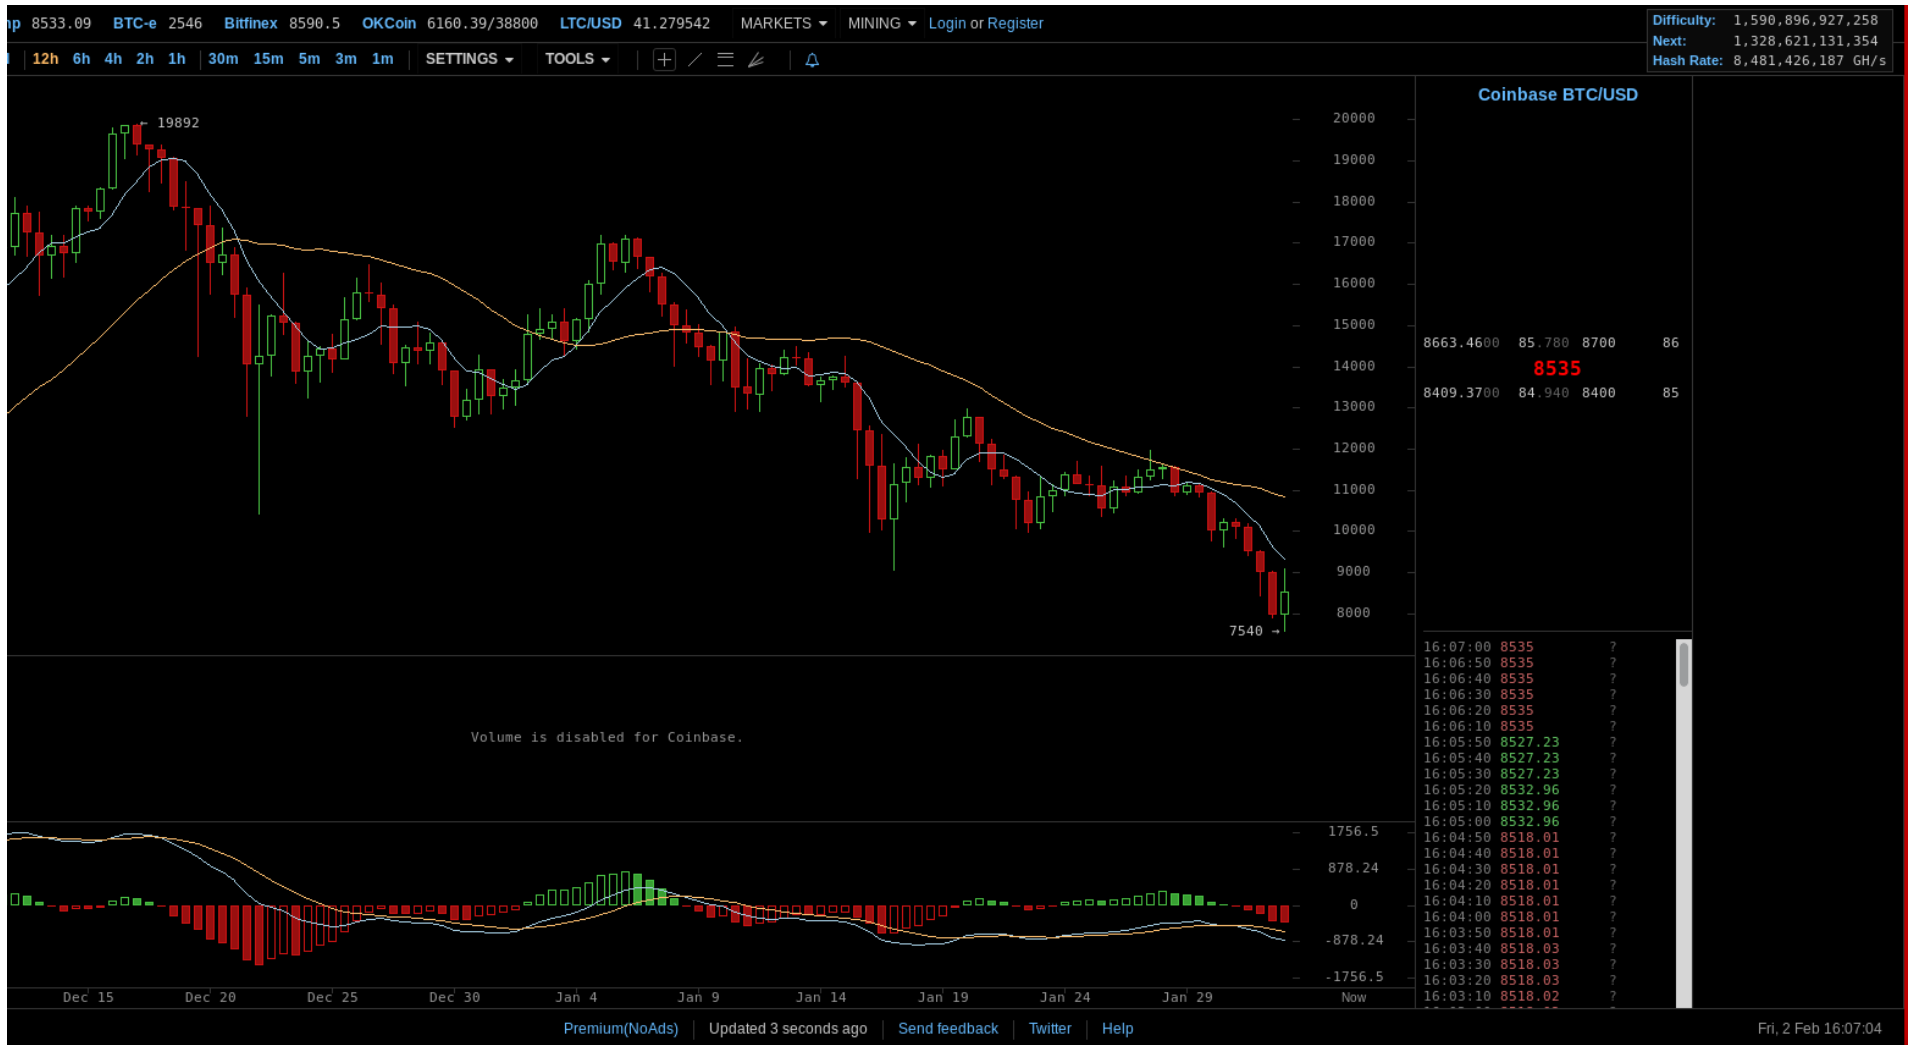 np 8533.09 BTC-e 2546 Bitfinex 8590.5 OKCoin 6160.39/38800 LTC/USD 41.279542 MARKETS MINING Login or Register
Difficulty: 1,590,896,927,258
Next: 1,328,621,131,354
Hash Rate: 8,481,426,187 GH/s
12h 6h 4h 2h 1h 30m 15m 5m 3m 1m SETTINGS TOOLS
Coinbase BTC/USD
← 19892
20000
19000
18000
17000
16000
15000
14000
13000
12000
11000
10000
9000
8000
7540 →
8663.4600 85.780 8700 86
8535
8409.3700 84.940 8400 85
16:07:00 8535 ?
16:06:50 8535 ?
16:06:40 8535 ?
16:06:30 8535 ?
16:06:20 8535 ?
16:06:10 8535 ?
16:05:50 8527.23 ?
16:05:40 8527.23 ?
16:05:30 8527.23 ?
16:05:20 8532.96 ?
16:05:10 8532.96 ?
16:05:00 8532.96 ?
16:04:50 8518.01 ?
16:04:40 8518.01 ?
16:04:30 8518.01 ?
16:04:20 8518.01 ?
16:04:10 8518.01 ?
16:04:00 8518.01 ?
16:03:50 8518.01 ?
16:03:40 8518.03 ?
16:03:30 8518.03 ?
16:03:20 8518.03 ?
16:03:10 8518.02 ?
Volume is disabled for Coinbase.
1756.5
878.24
0
-878.24
-1756.5
Dec 15 Dec 20 Dec 25 Dec 30 Jan 4 Jan 9 Jan 14 Jan 19 Jan 24 Jan 29 Now
Premium(NoAds) Updated 3 seconds ago Send feedback Twitter Help Fri, 2 Feb 16:07:04